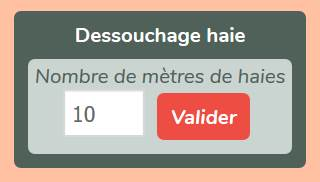 Dessouchage haie
Nombre de mètres de haies
10 Valider